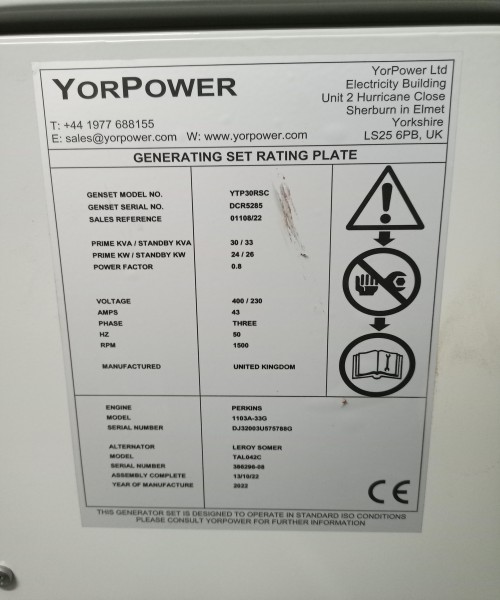 YORPOWER
T: +44 1977 688155
E: sales@yorpower.com W: www.yorpower.com
YorPower Ltd
Electricity Building
Unit 2 Hurricane Close
Sherburn in Elmet
Yorkshire
LS25 6PB, UK
GENERATING SET RATING PLATE
GENSET MODEL NO. YTP30RSC
GENSET SERIAL NO. DCR5285
SALES REFERENCE 01108/22
PRIME KVA / STANDBY KVA 30 / 33
PRIME KW / STANDBY KW 24 / 26
POWER FACTOR 0.8
VOLTAGE 400 / 230
AMPS 43
PHASE THREE
HZ 50
RPM 1500
MANUFACTURED UNITED KINGDOM
ENGINE PERKINS
MODEL 1103A-33G
SERIAL NUMBER DJ32003U575788G
ALTERNATOR LEROY SOMER
MODEL TAL042C
SERIAL NUMBER 386296-08
ASSEMBLY COMPLETE 13/10/22
YEAR OF MANUFACTURE 2022
CE
THIS GENERATOR SET IS DESIGNED TO OPERATE IN STANDARD ISO CONDITIONS
PLEASE CONSULT YORPOWER FOR FURTHER INFORMATION